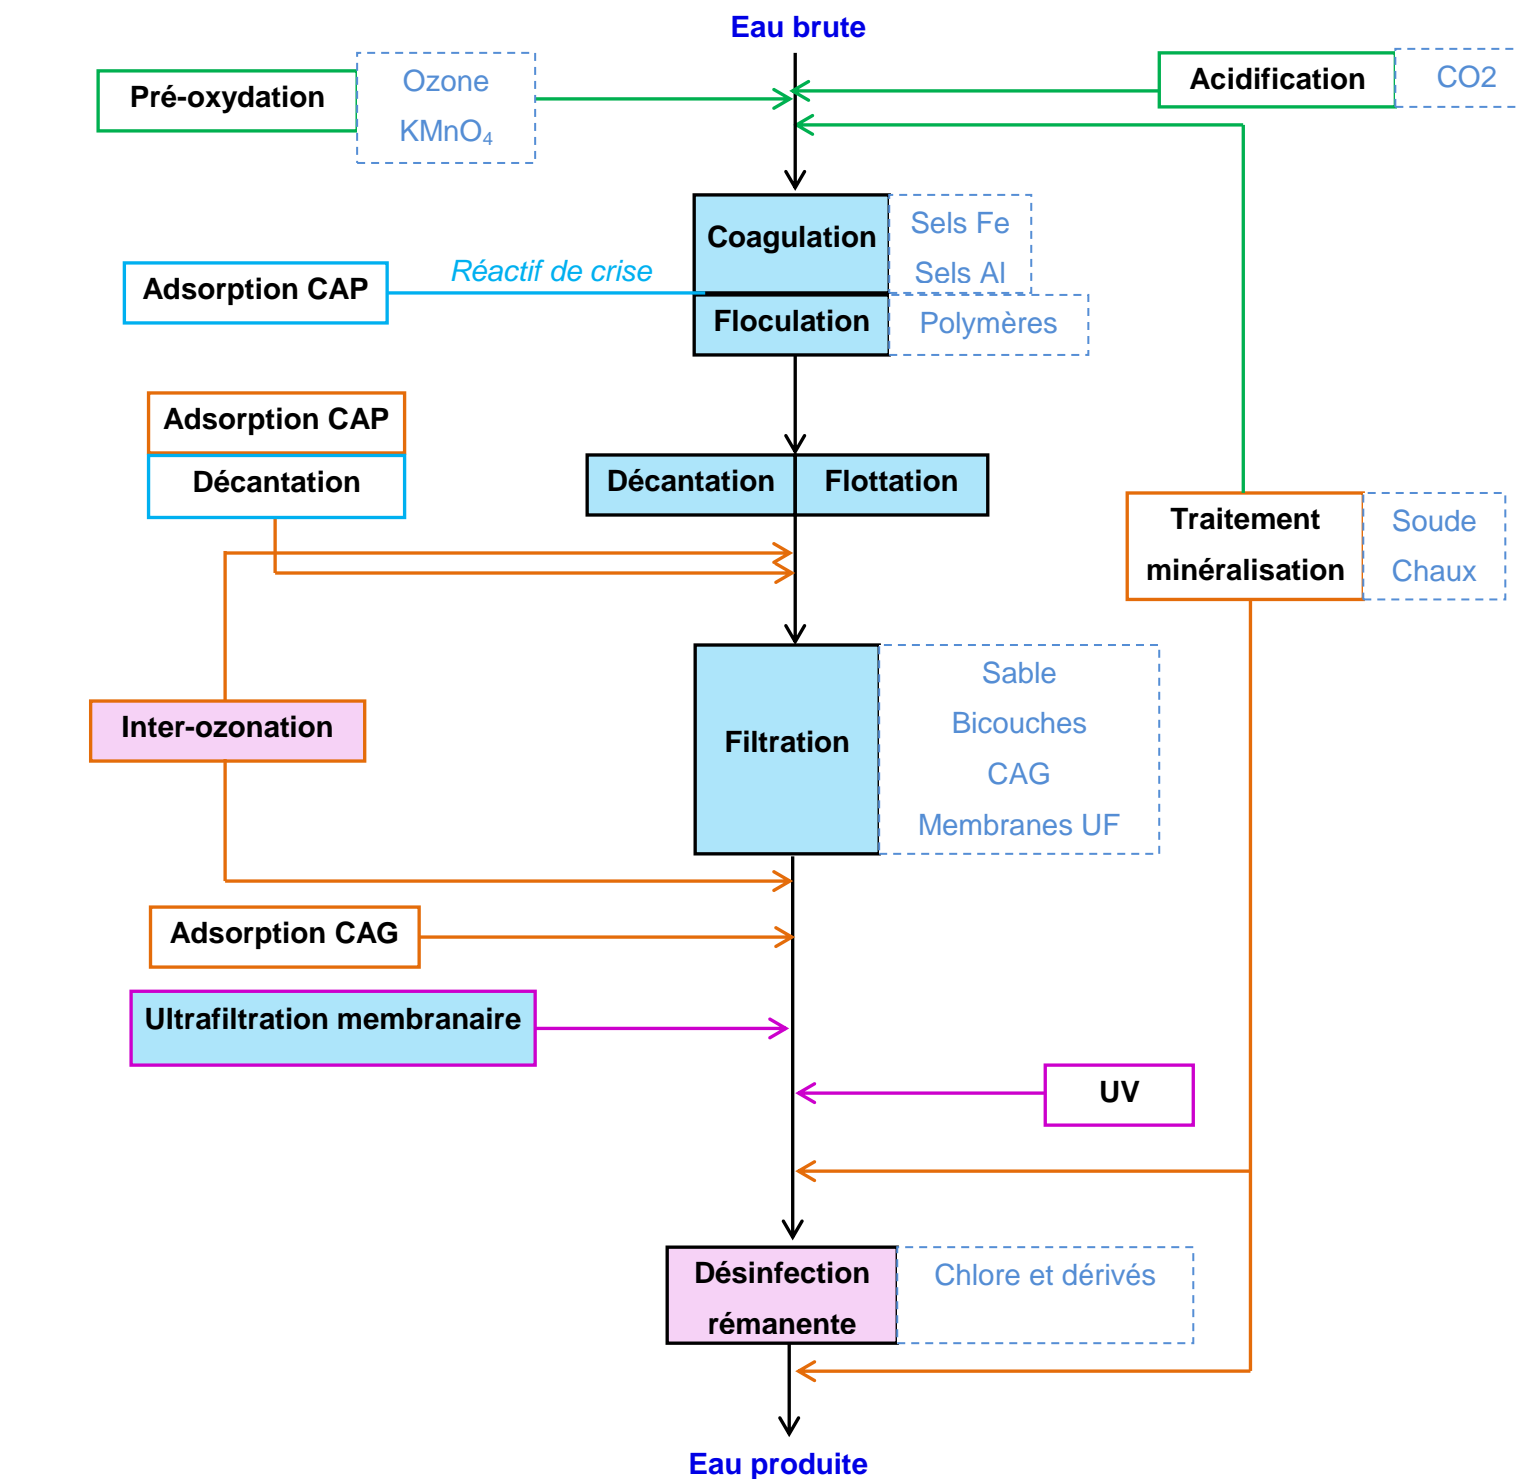 Eau brute
Pré-oxydation
Ozone
KMnO₄
Acidification
CO2
Coagulation
Sels Fe
Sels Al
Adsorption CAP
Réactif de crise
Floculation
Polymères
Adsorption CAP
Décantation
Décantation
Flottation
Traitement
minéralisation
Soude
Chaux
Inter-ozonation
Filtration
Sable
Bicouches
CAG
Membranes UF
Adsorption CAG
Ultrafiltration membranaire
UV
Désinfection
rémanente
Chlore et dérivés
Eau produite